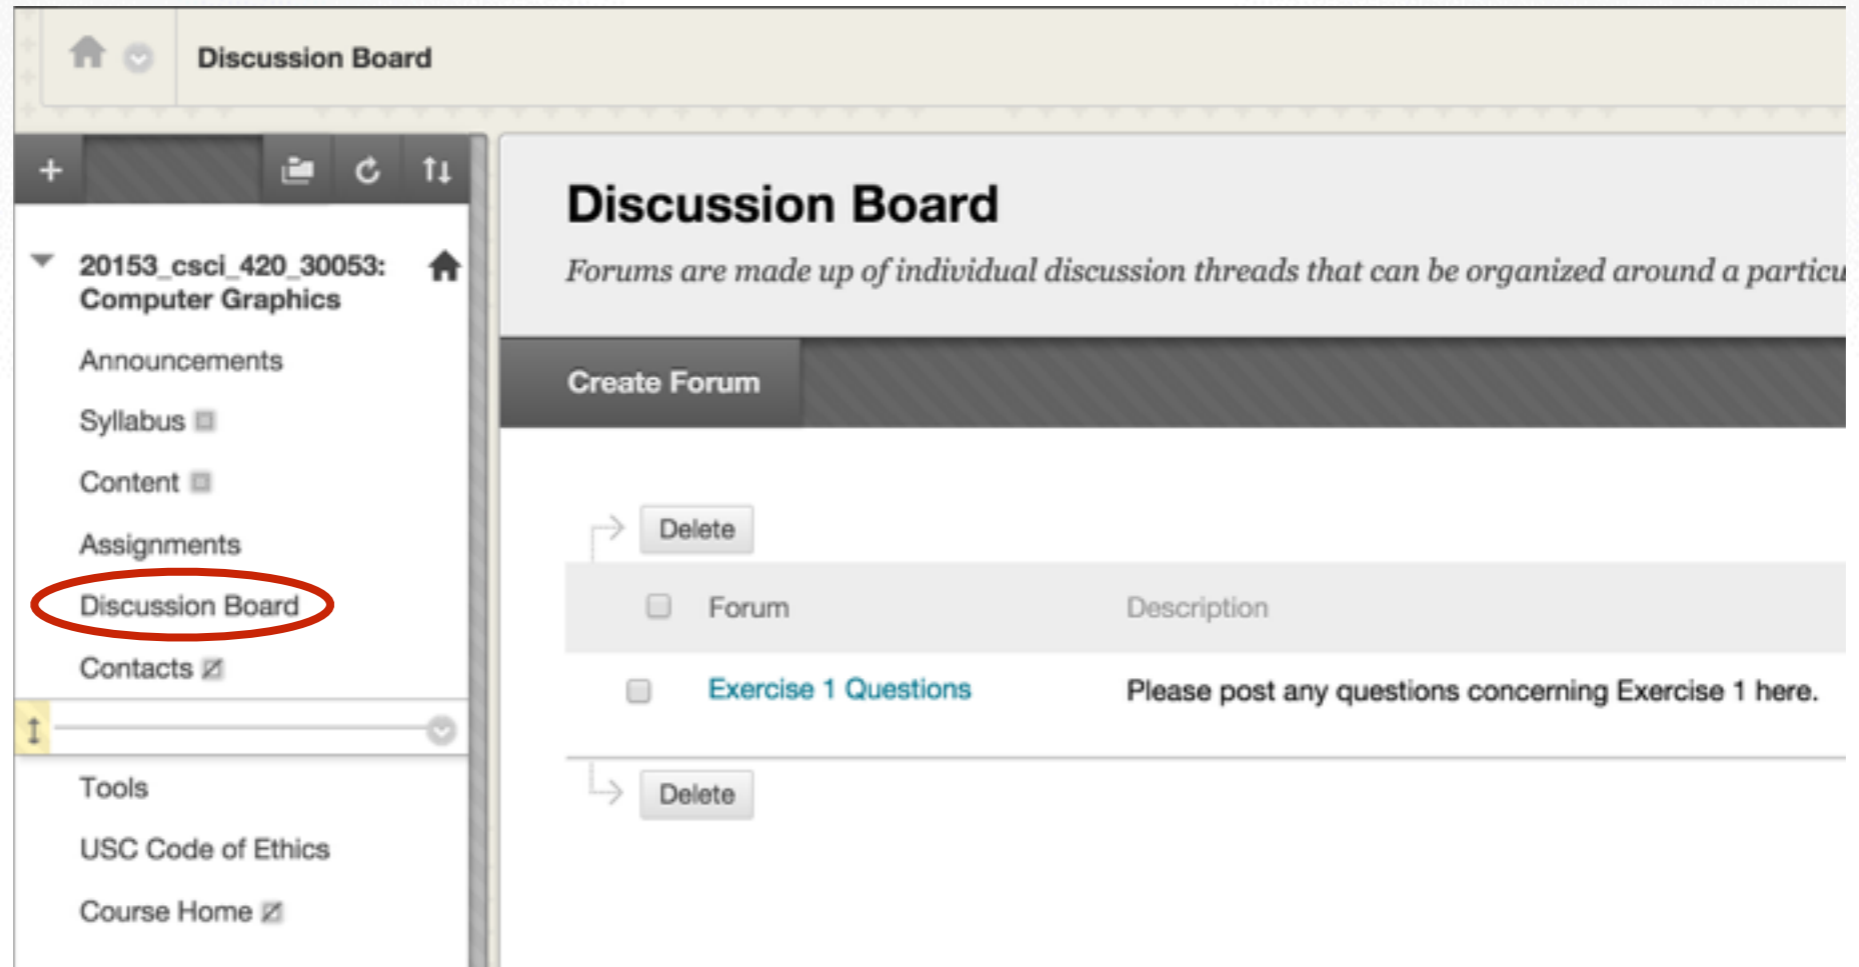 Discussion Board
20153_csci_420_30053:
Computer Graphics
Announcements
Syllabus
Content
Assignments
Discussion Board
Contacts
Tools
USC Code of Ethics
Course Home
Discussion Board
Forums are made up of individual discussion threads that can be organized around a particu
Create Forum
Delete
Forum Description
Exercise 1 Questions Please post any questions concerning Exercise 1 here.
Delete